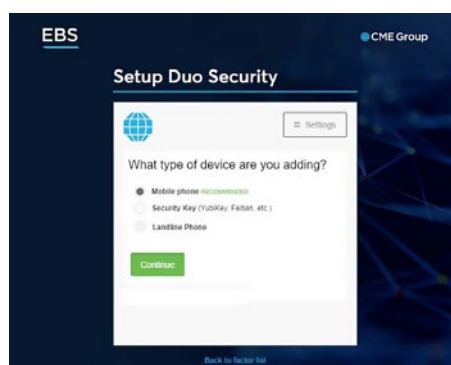 EBS
CME Group
Setup Duo Security
Settings
What type of device are you adding?
Mobile phone RECOMMENDED
Security Key (YubiKey, Feitian, etc.)
Landline Phone
Continue
Back to factor list